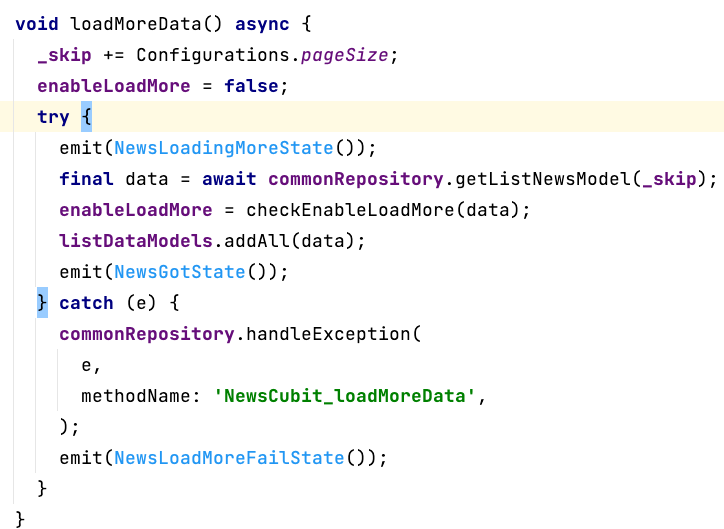 void loadMoreData() async {
  _skip += Configurations.pageSize;
  enableLoadMore = false;
  try {
    emit(NewsLoadingMoreState());
    final data = await commonRepository.getListNewsModel(_skip);
    enableLoadMore = checkEnableLoadMore(data);
    listDataModels.addAll(data);
    emit(NewsGotState());
  } catch (e) {
    commonRepository.handleException(
      e,
      methodName: 'NewsCubit_loadMoreData',
    );
    emit(NewsLoadMoreFailState());
  }
}